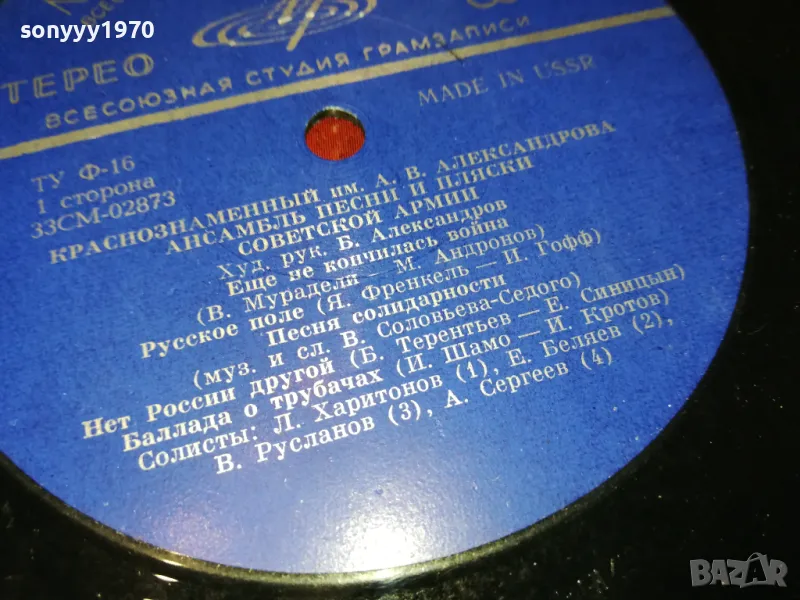 sonyyy1970
ТЕРЕО
ВСЕСОЮЗНАЯ СТУДИЯ ГРАМЗАПИСИ
MADE IN USSR
ТУ Ф-16
1 сторона
33СМ-02873
КРАСНОЗНАМЕННЫЙ им. А. В. АЛЕКСАНДРОВА
АНСАМБЛЬ ПЕСНИ И ПЛЯСКИ
СОВЕТСКОЙ АРМИИ
Худ. рук. Б. Александров
Еще не кончилась война
(В. Мурадели — М. Андронов)
Русское поле (Я. Френкель — И. Гофф)
Песня солидарности
(муз. и сл. В. Соловьева-Седого)
Нет России другой (Б. Терентьев — Е. Синицын)
Баллада о трубачах (И. Шамо — И. Кротов)
Солисты: Л. Харитонов (1), Е. Беляев (2),
В. Русланов (3), А. Сергеев (4)
BAZAR